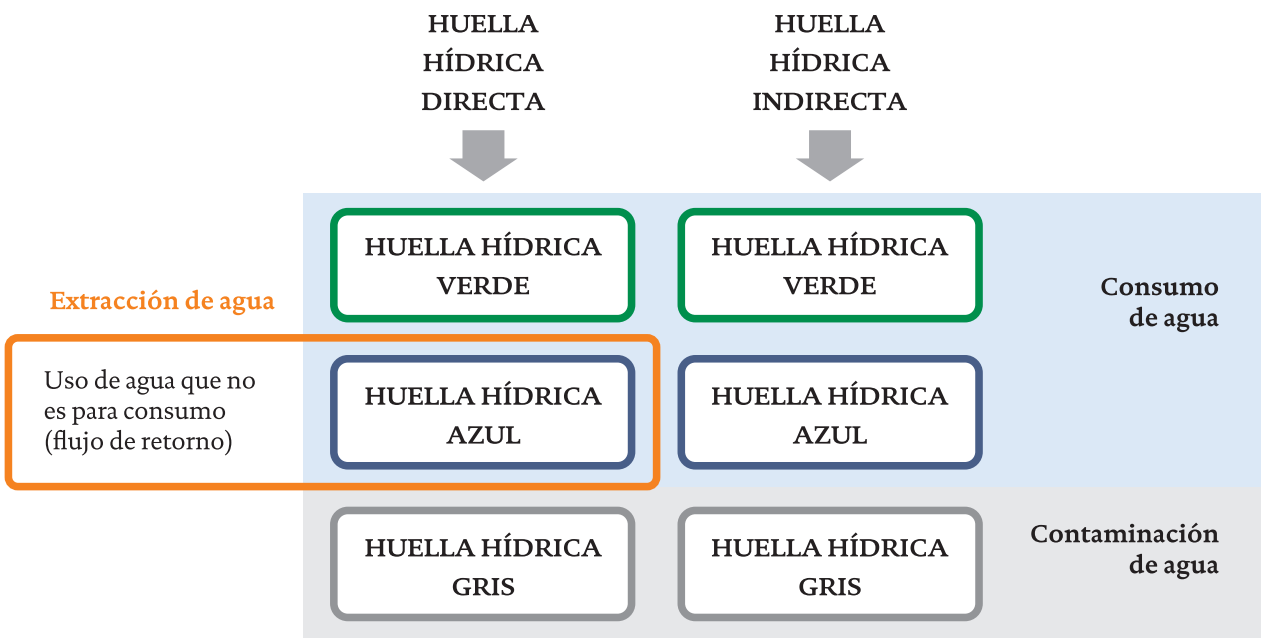 HUELLA
HÍDRICA
DIRECTA
HUELLA
HÍDRICA
INDIRECTA
HUELLA HÍDRICA
VERDE
HUELLA HÍDRICA
VERDE
Consumo
de agua
Extracción de agua
Uso de agua que no
es para consumo
(flujo de retorno)
HUELLA HÍDRICA
AZUL
HUELLA HÍDRICA
AZUL
HUELLA HÍDRICA
GRIS
HUELLA HÍDRICA
GRIS
Contaminación
de agua